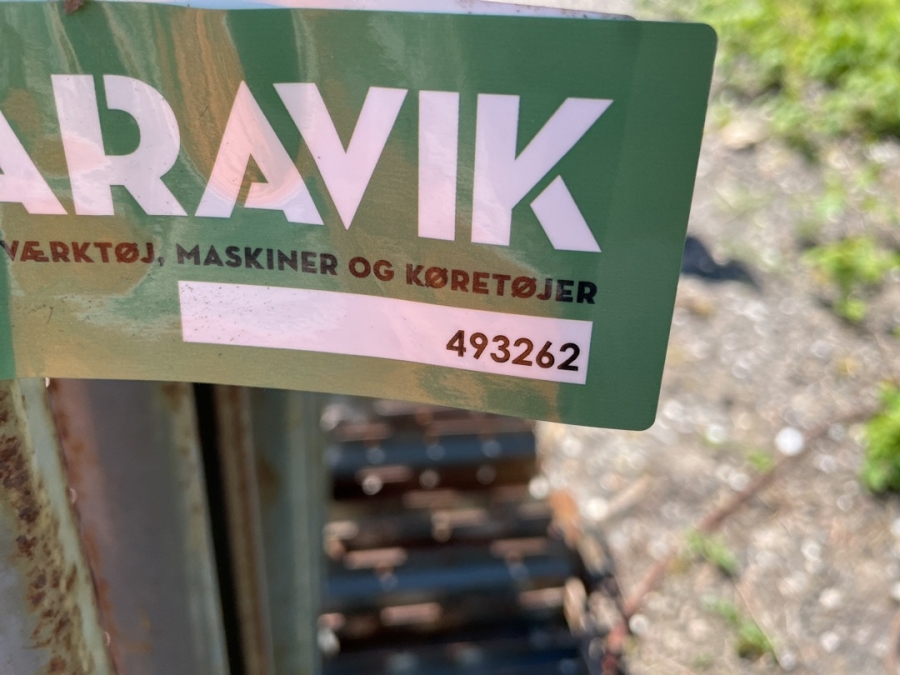 ARAVIK
VÆRKTØJ, MASKINER OG KØRETØJER
493262